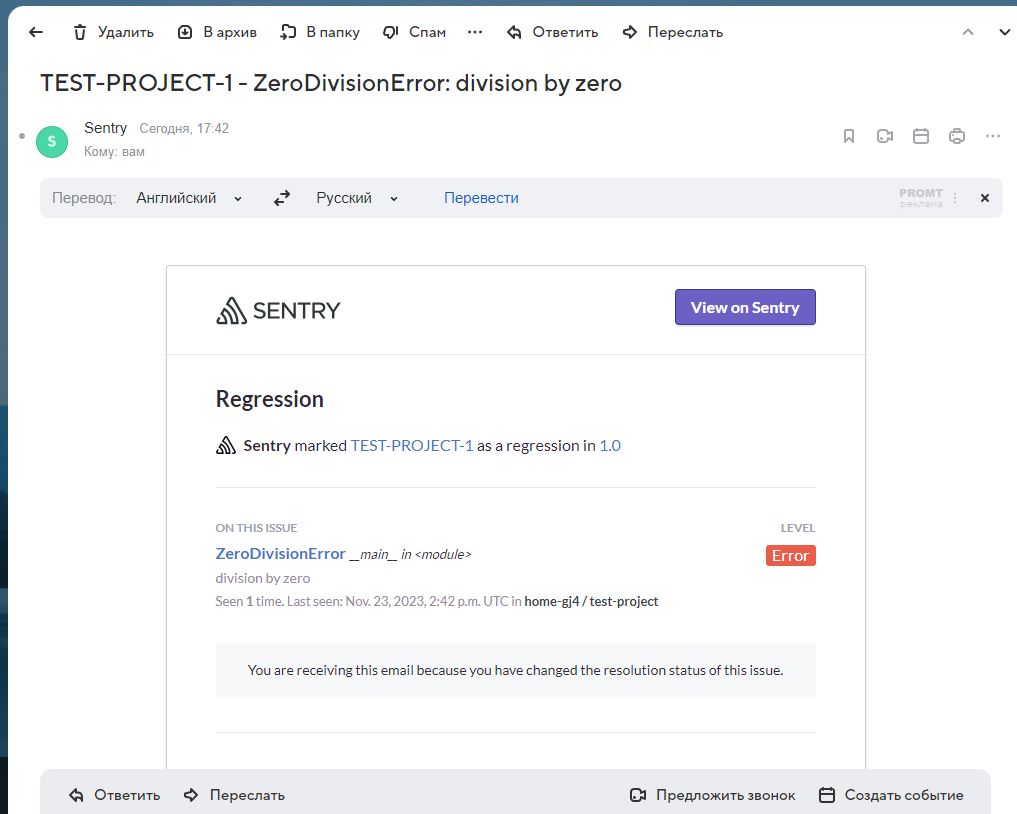 Удалить В архив В папку Спам ... Ответить Переслать
TEST-PROJECT-1 - ZeroDivisionError: division by zero
S
Sentry Сегодня, 17:42
Кому: вам
Перевод: Английский Русский Перевести
PROMT
реклама
SENTRY
View on Sentry
Regression
Sentry marked TEST-PROJECT-1 as a regression in 1.0
ON THIS ISSUE LEVEL
ZeroDivisionError __main__ in <module> Error
division by zero
Seen 1 time. Last seen: Nov. 23, 2023, 2:42 p.m. UTC in home-gj4 / test-project
You are receiving this email because you have changed the resolution status of this issue.
Ответить Переслать Предложить звонок Создать событие